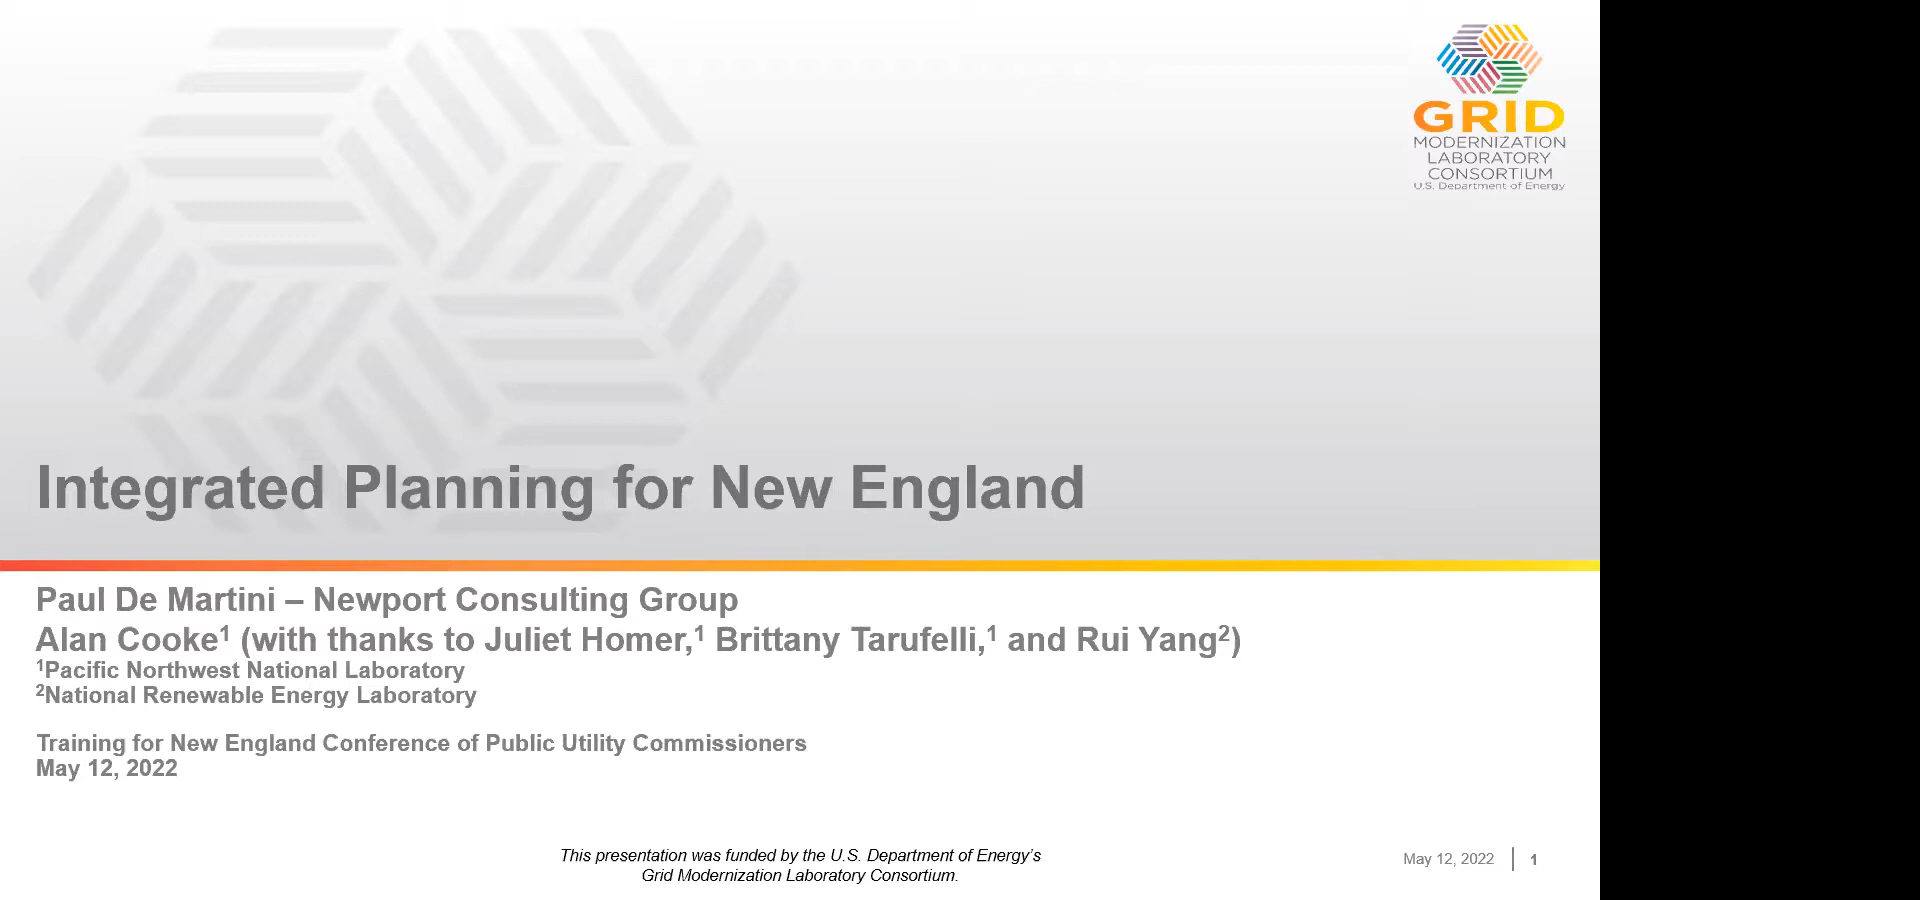 GRID
MODERNIZATION
LABORATORY
CONSORTIUM
U.S. Department of Energy
Integrated Planning for New England
Paul De Martini – Newport Consulting Group
Alan Cooke¹ (with thanks to Juliet Homer,¹ Brittany Tarufelli,¹ and Rui Yang²)
¹Pacific Northwest National Laboratory
²National Renewable Energy Laboratory
Training for New England Conference of Public Utility Commissioners
May 12, 2022
This presentation was funded by the U.S. Department of Energy’s
Grid Modernization Laboratory Consortium.
May 12, 2022 | 1